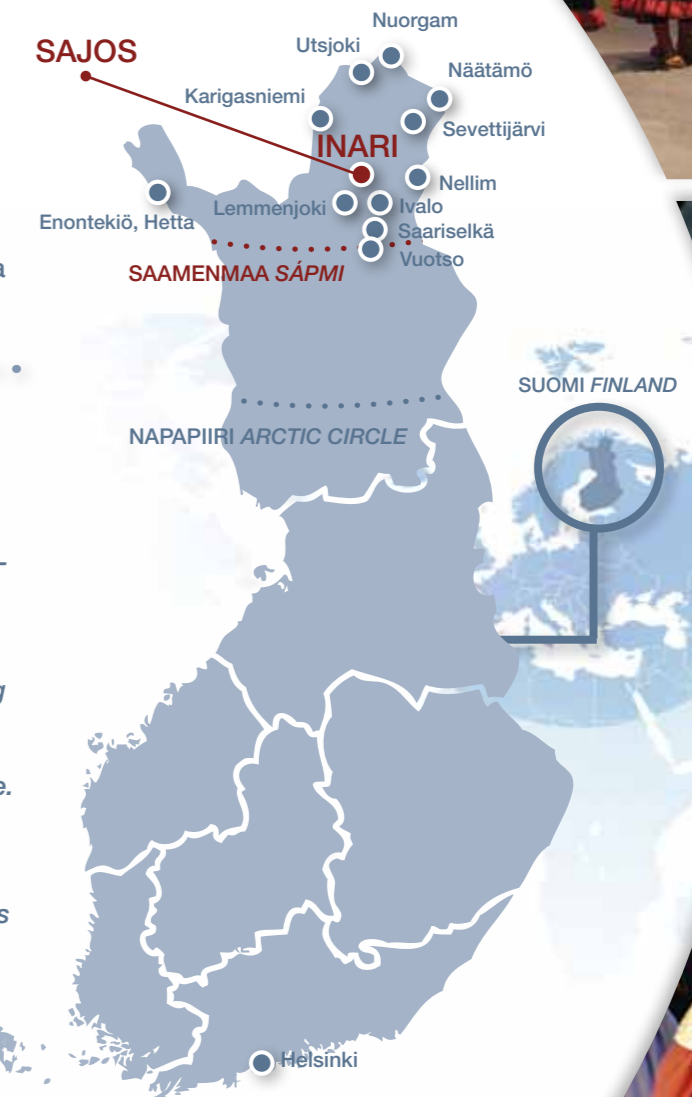 Nuorgam
SAJOS
Utsjoki
Näätämö
Karigasniemi
Sevettijärvi
INARI
Nellim
Lemmenjoki
Ivalo
Enontekiö, Hetta
Saariselkä
Vuotso
SAAMENMAA SÁPMI
SUOMI FINLAND
NAPAPIIRI ARCTIC CIRCLE
Helsinki